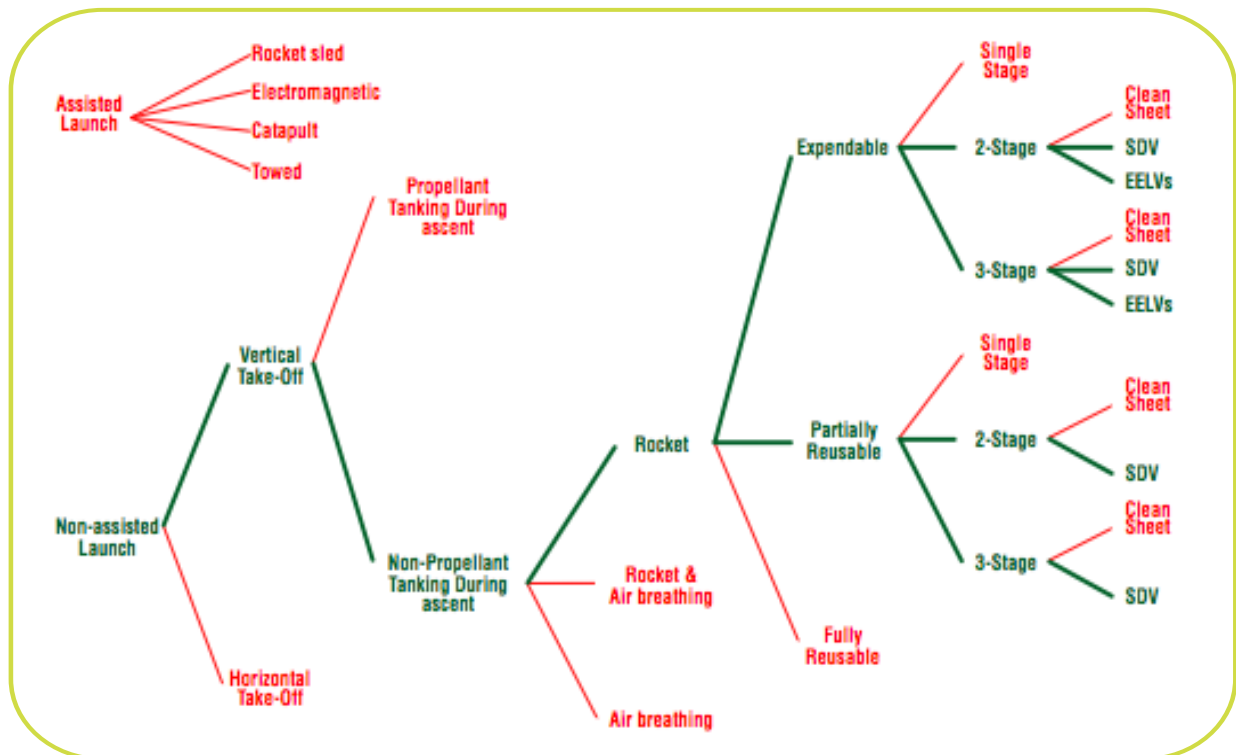 Assisted
Launch
Rocket sled
Electromagnetic
Catapult
Towed
Non-assisted
Launch
Vertical
Take-Off
Horizontal
Take-Off
Propellant
Tanking During
ascent
Non-Propellant
Tanking During
ascent
Rocket
Rocket &
Air breathing
Air breathing
Expendable
Partially
Reusable
Fully
Reusable
Single
Stage
2-Stage
Clean
Sheet
SDV
EELVs
3-Stage
Clean
Sheet
SDV
EELVs
Single
Stage
2-Stage
Clean
Sheet
SDV
3-Stage
Clean
Sheet
SDV